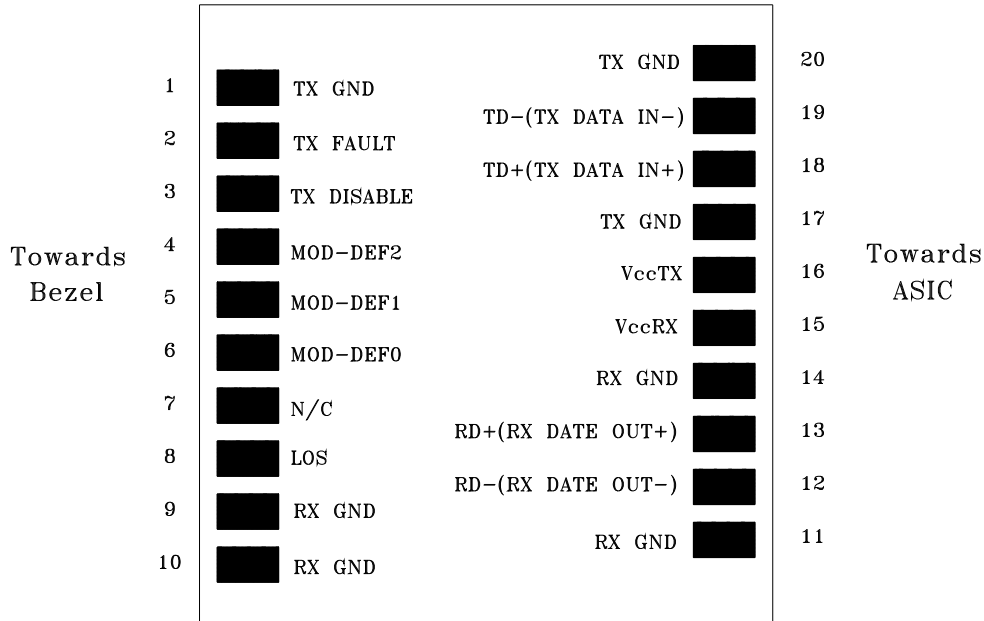 Towards
Bezel
1 TX GND
2 TX FAULT
3 TX DISABLE
4 MOD-DEF2
5 MOD-DEF1
6 MOD-DEF0
7 N/C
8 LOS
9 RX GND
10 RX GND
TX GND 20
TD-(TX DATA IN-) 19
TD+(TX DATA IN+) 18
TX GND 17
VccTX 16
VccRX 15
RX GND 14
RD+(RX DATE OUT+) 13
RD-(RX DATE OUT-) 12
RX GND 11
Towards
ASIC